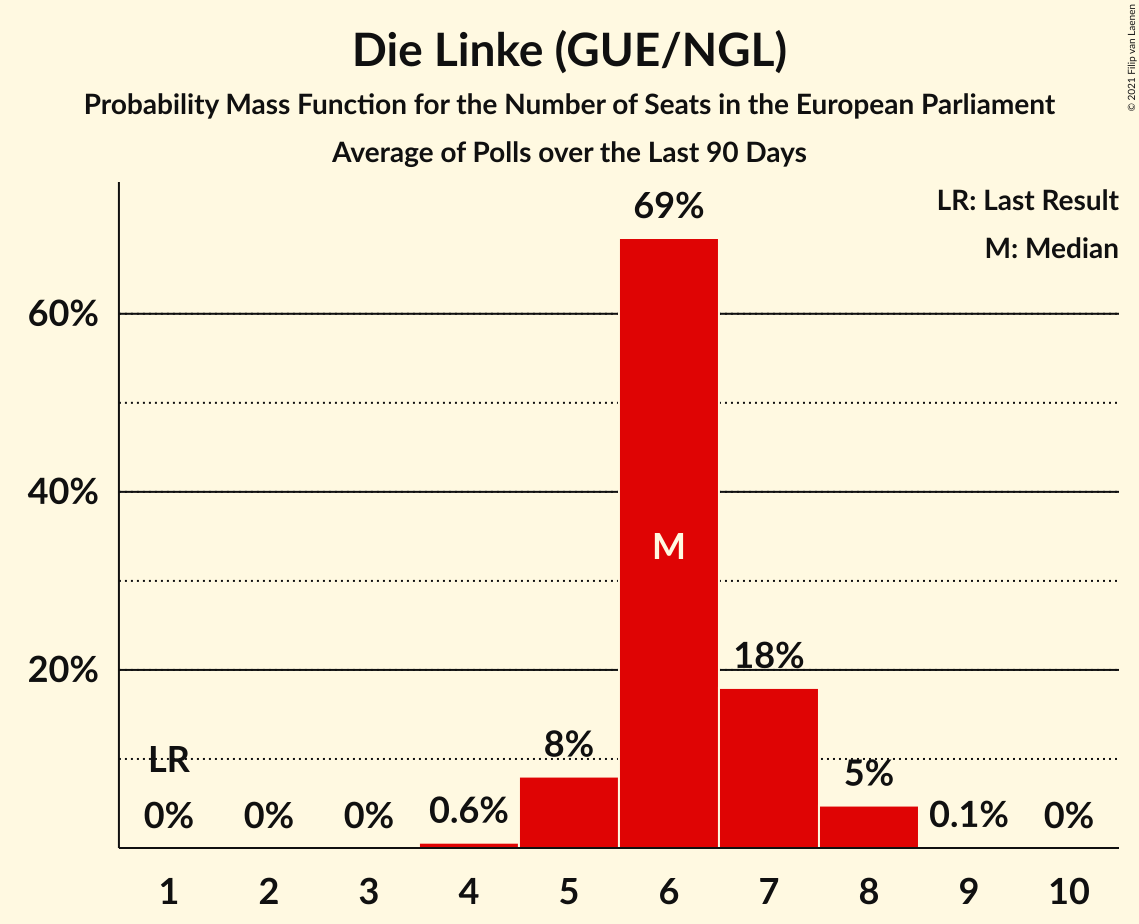 Die Linke (GUE/NGL)
Probability Mass Function for the Number of Seats in the European Parliament
Average of Polls over the Last 90 Days
© 2021 Filip van Laenen
LR: Last Result
M: Median
69%
60%
40%
M
20%
18%
8%
LR
5%
0%
0%
0%
0.6%
0.1%
0%
1
2
3
4
5
6
7
8
9
10